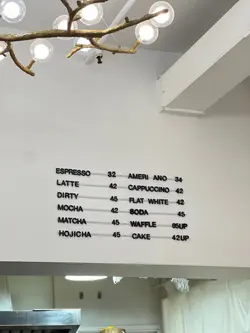 ESPRESSO 32 AMERI ANO 34
LATTE 42 CAPPUCCINO 42
DIRTY 45 FLAT WHITE 42
MOCHA 42 SODA 45
MATCHA 45 WAFFLE 05UP
HOJICHA 45 CAKE 42UP